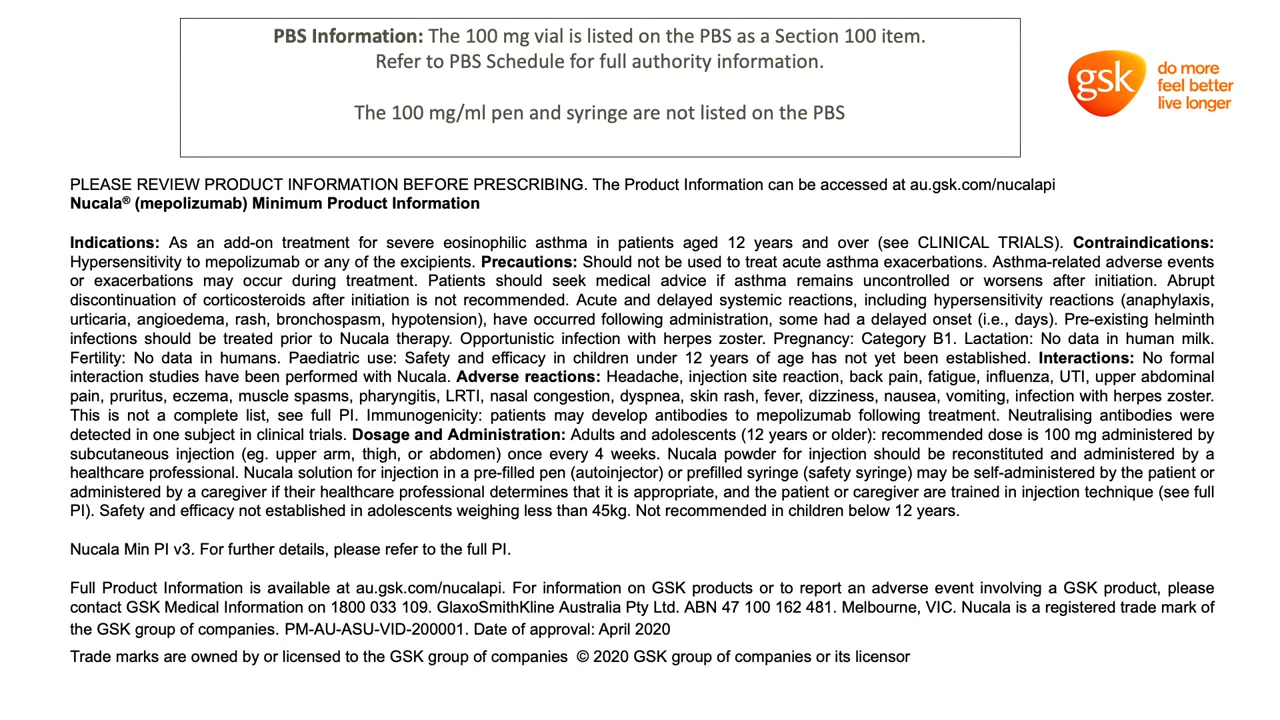 PBS Information: The 100 mg vial is listed on the PBS as a Section 100 item.
Refer to PBS Schedule for full authority information.
The 100 mg/ml pen and syringe are not listed on the PBS
gsk
do more
feel better
live longer
PLEASE REVIEW PRODUCT INFORMATION BEFORE PRESCRIBING. The Product Information can be accessed at au.gsk.com/nucalapi
Nucala® (mepolizumab) Minimum Product Information
Indications: As an add-on treatment for severe eosinophilic asthma in patients aged 12 years and over (see CLINICAL TRIALS). Contraindications:
Hypersensitivity to mepolizumab or any of the excipients. Precautions: Should not be used to treat acute asthma exacerbations. Asthma-related adverse events
or exacerbations may occur during treatment. Patients should seek medical advice if asthma remains uncontrolled or worsens after initiation. Abrupt
discontinuation of corticosteroids after initiation is not recommended. Acute and delayed systemic reactions, including hypersensitivity reactions (anaphylaxis,
urticaria, angioedema, rash, bronchospasm, hypotension), have occurred following administration, some had a delayed onset (i.e., days). Pre-existing helminth
infections should be treated prior to Nucala therapy. Opportunistic infection with herpes zoster. Pregnancy: Category B1. Lactation: No data in human milk.
Fertility: No data in humans. Paediatric use: Safety and efficacy in children under 12 years of age has not yet been established. Interactions: No formal
interaction studies have been performed with Nucala. Adverse reactions: Headache, injection site reaction, back pain, fatigue, influenza, UTI, upper abdominal
pain, pruritus, eczema, muscle spasms, pharyngitis, LRTI, nasal congestion, dyspnea, skin rash, fever, dizziness, nausea, vomiting, infection with herpes zoster.
This is not a complete list, see full PI. Immunogenicity: patients may develop antibodies to mepolizumab following treatment. Neutralising antibodies were
detected in one subject in clinical trials. Dosage and Administration: Adults and adolescents (12 years or older): recommended dose is 100 mg administered by
subcutaneous injection (eg. upper arm, thigh, or abdomen) once every 4 weeks. Nucala powder for injection should be reconstituted and administered by a
healthcare professional. Nucala solution for injection in a pre-filled pen (autoinjector) or prefilled syringe (safety syringe) may be self-administered by the patient or
administered by a caregiver if their healthcare professional determines that it is appropriate, and the patient or caregiver are trained in injection technique (see full
PI). Safety and efficacy not established in adolescents weighing less than 45kg. Not recommended in children below 12 years.
Nucala Min PI v3. For further details, please refer to the full PI.
Full Product Information is available at au.gsk.com/nucalapi. For information on GSK products or to report an adverse event involving a GSK product, please
contact GSK Medical Information on 1800 033 109. GlaxoSmithKline Australia Pty Ltd. ABN 47 100 162 481. Melbourne, VIC. Nucala is a registered trade mark of
the GSK group of companies. PM-AU-ASU-VID-200001. Date of approval: April 2020
Trade marks are owned by or licensed to the GSK group of companies © 2020 GSK group of companies or its licensor